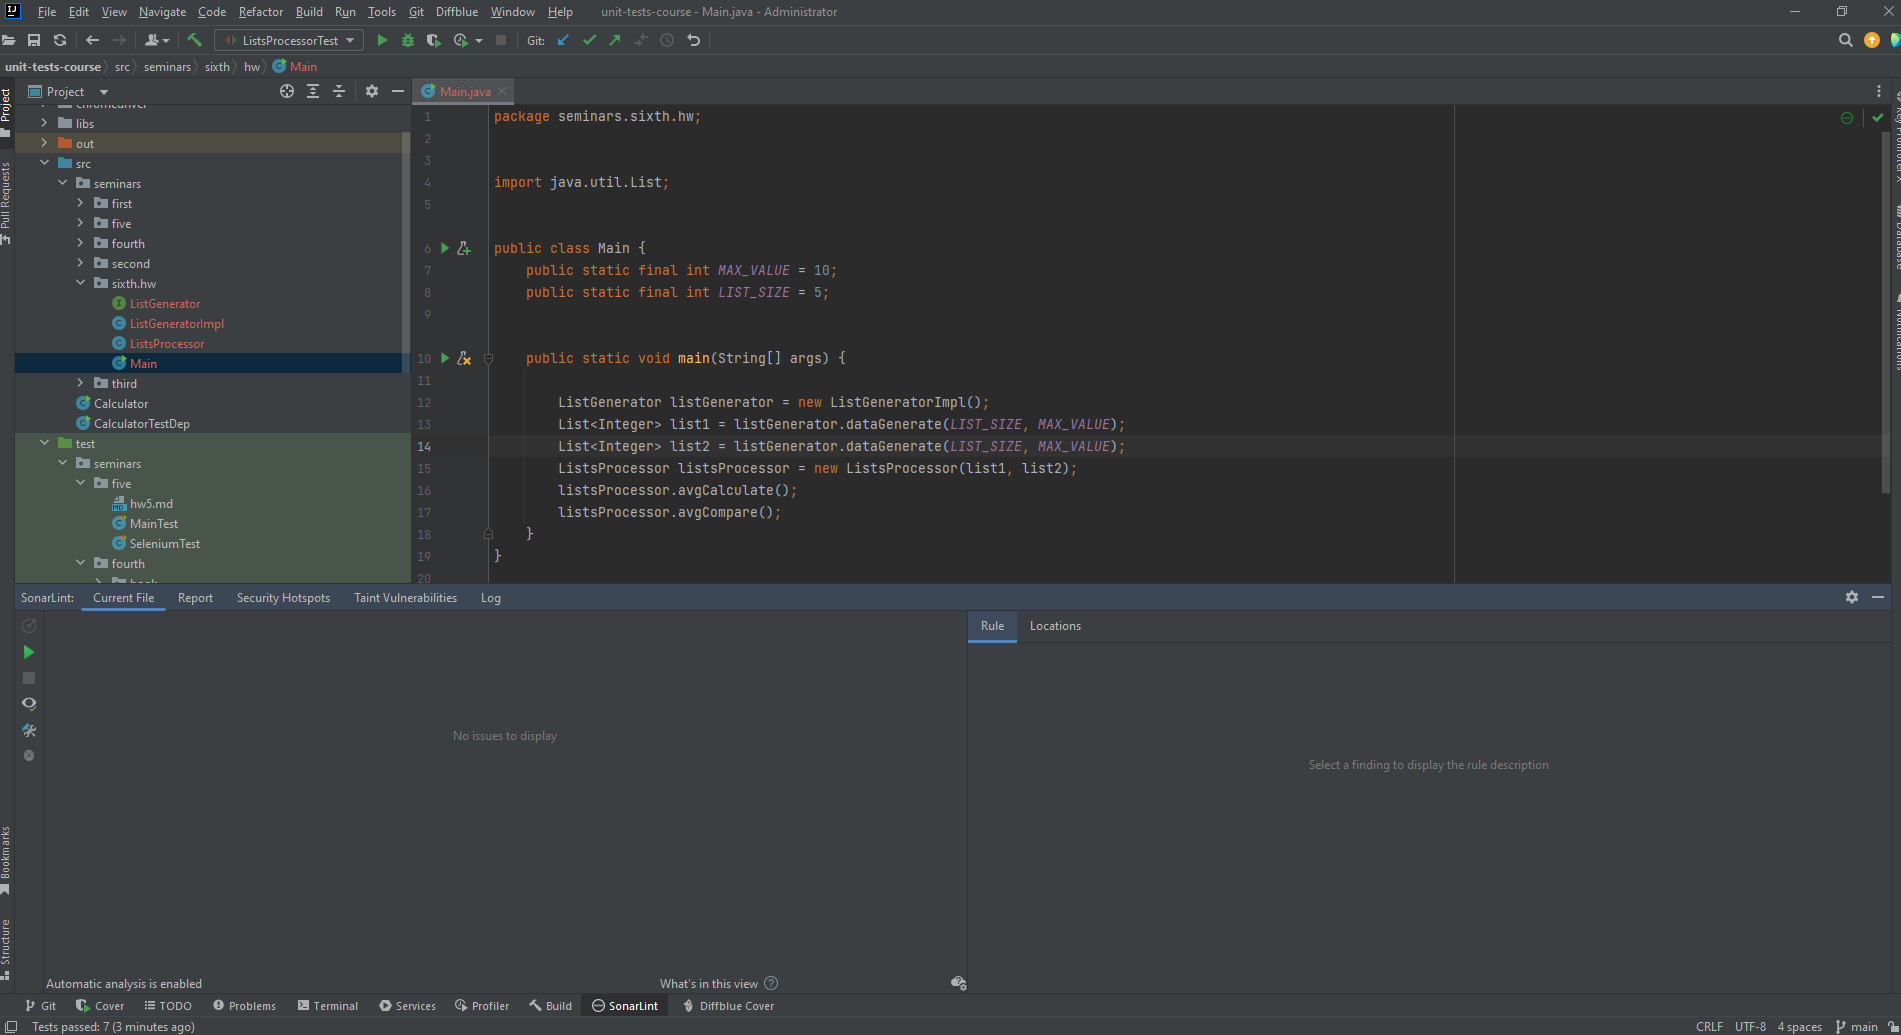 File Edit View Navigate Code Refactor Build Run Tools Git Diffblue Window Help unit-tests-course - Main.java - Administrator
ListsProcessorTest Git:
unit-tests-course src seminars sixth hw Main
Project
Main.java
chromedriver
libs
out
src
seminars
first
five
fourth
second
sixth.hw
ListGenerator
ListGeneratorImpl
ListsProcessor
Main
third
Calculator
CalculatorTestDep
test
seminars
five
hw5.md
MainTest
SeleniumTest
fourth
1 package seminars.sixth.hw;
2
3
4 import java.util.List;
5
6 public class Main {
7 public static final int MAX_VALUE = 10;
8 public static final int LIST_SIZE = 5;
9
10 public static void main(String[] args) {
11
12 ListGenerator listGenerator = new ListGeneratorImpl();
13 List<Integer> list1 = listGenerator.dataGenerate(LIST_SIZE, MAX_VALUE);
14 List<Integer> list2 = listGenerator.dataGenerate(LIST_SIZE, MAX_VALUE);
15 ListsProcessor listsProcessor = new ListsProcessor(list1, list2);
16 listsProcessor.avgCalculate();
17 listsProcessor.avgCompare();
18 }
19 }
20
Project
Pull Requests
Bookmarks
Structure
Database
Notifications
SonarLint: Current File Report Security Hotspots Taint Vulnerabilities Log
Rule Locations
No issues to display
Select a finding to display the rule description
Automatic analysis is enabled
What's in this view
Git Cover TODO Problems Terminal Services Profiler Build SonarLint Diffblue Cover
Tests passed: 7 (3 minutes ago)
CRLF UTF-8 4 spaces main